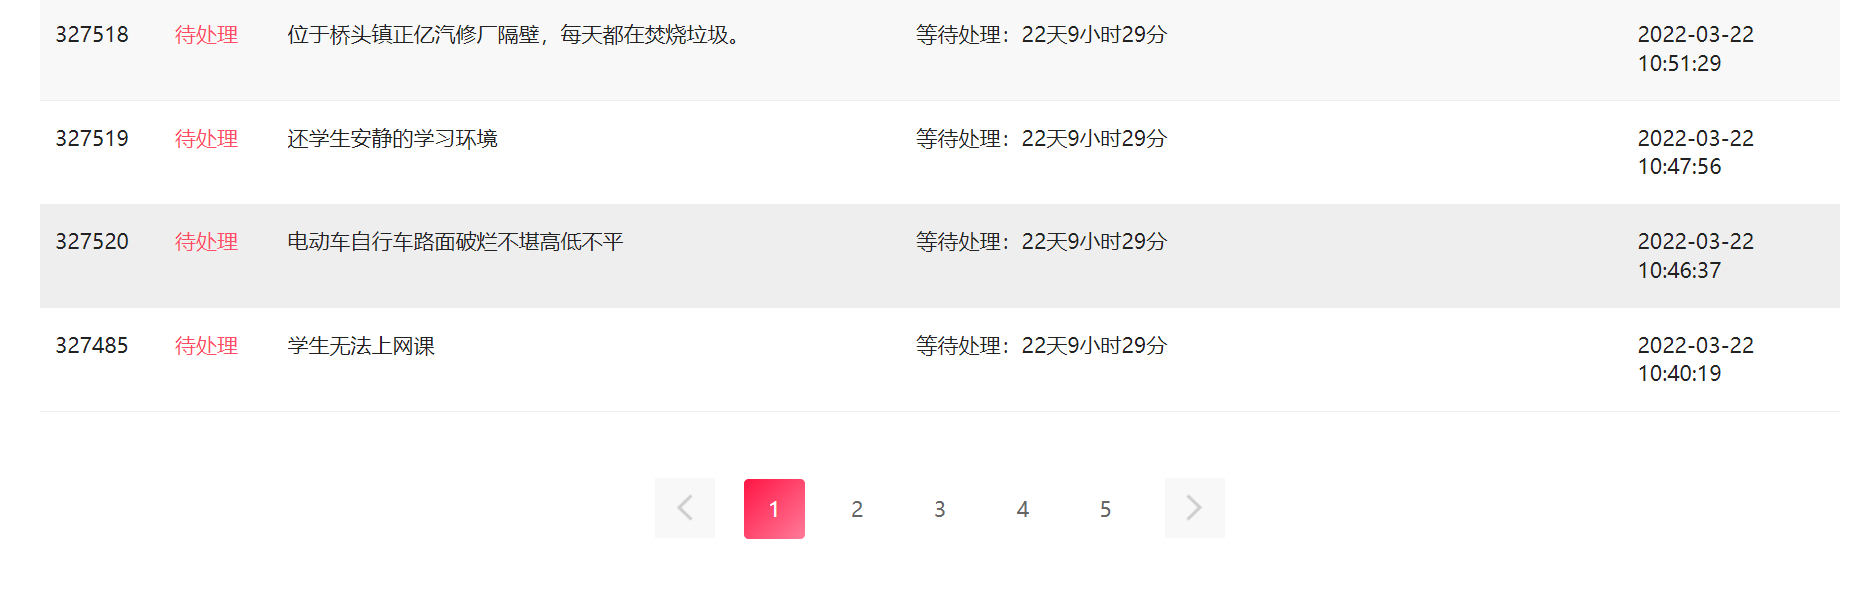 327518 待处理 位于桥头镇正亿汽修厂隔壁，每天都在焚烧垃圾。 等待处理：22天9小时29分 2022-03-22
10:51:29
327519 待处理 还学生安静的学习环境 等待处理：22天9小时29分 2022-03-22
10:47:56
327520 待处理 电动车自行车路面破烂不堪高低不平 等待处理：22天9小时29分 2022-03-22
10:46:37
327485 待处理 学生无法上网课 等待处理：22天9小时29分 2022-03-22
10:40:19
1 2 3 4 5